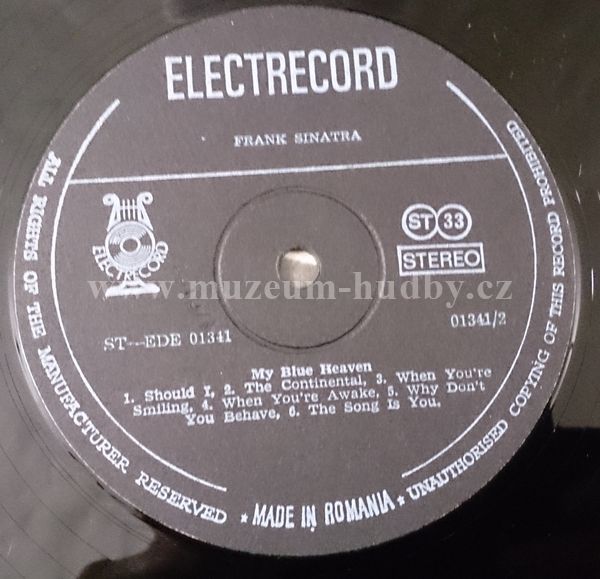 ELECTRECORD
FRANK SINATRA
ELECTRECORD
ST 33
STEREO
www.muzeum-hudby.cz
ST—EDE 01341
01341/2
My Blue Heaven
1. Should I, 2. The Continental, 3. When You're
Smiling, 4. When You're Awake, 5. Why Don't
You Behave, 6. The Song Is You.
ALL RIGHTS OF THE MANUFACTURER RESERVED ★ MADE IN ROMANIA ★ UNAUTHORISED COPYING OF THIS RECORD PROHIBITED